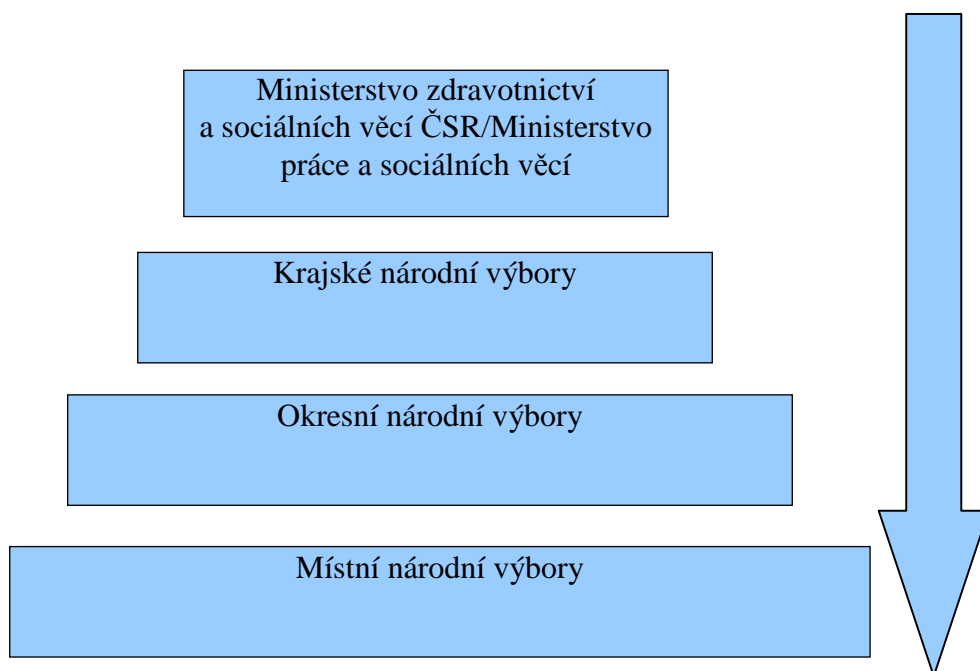 Ministerstvo zdravotnictví
a sociálních věcí ČSR/Ministerstvo
práce a sociálních věcí
Krajské národní výbory
Okresní národní výbory
Místní národní výbory